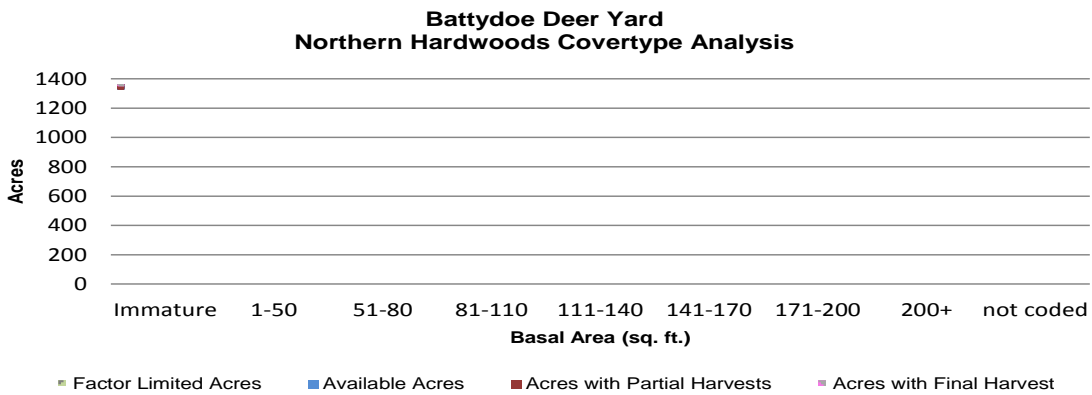 Battydoe Deer Yard
Northern Hardwoods Covertype Analysis
1400
1200
1000
800
600
400
200
0
Acres
Immature 1-50 51-80 81-110 111-140 141-170 171-200 200+ not coded
Basal Area (sq. ft.)
Factor Limited Acres Available Acres Acres with Partial Harvests Acres with Final Harvest